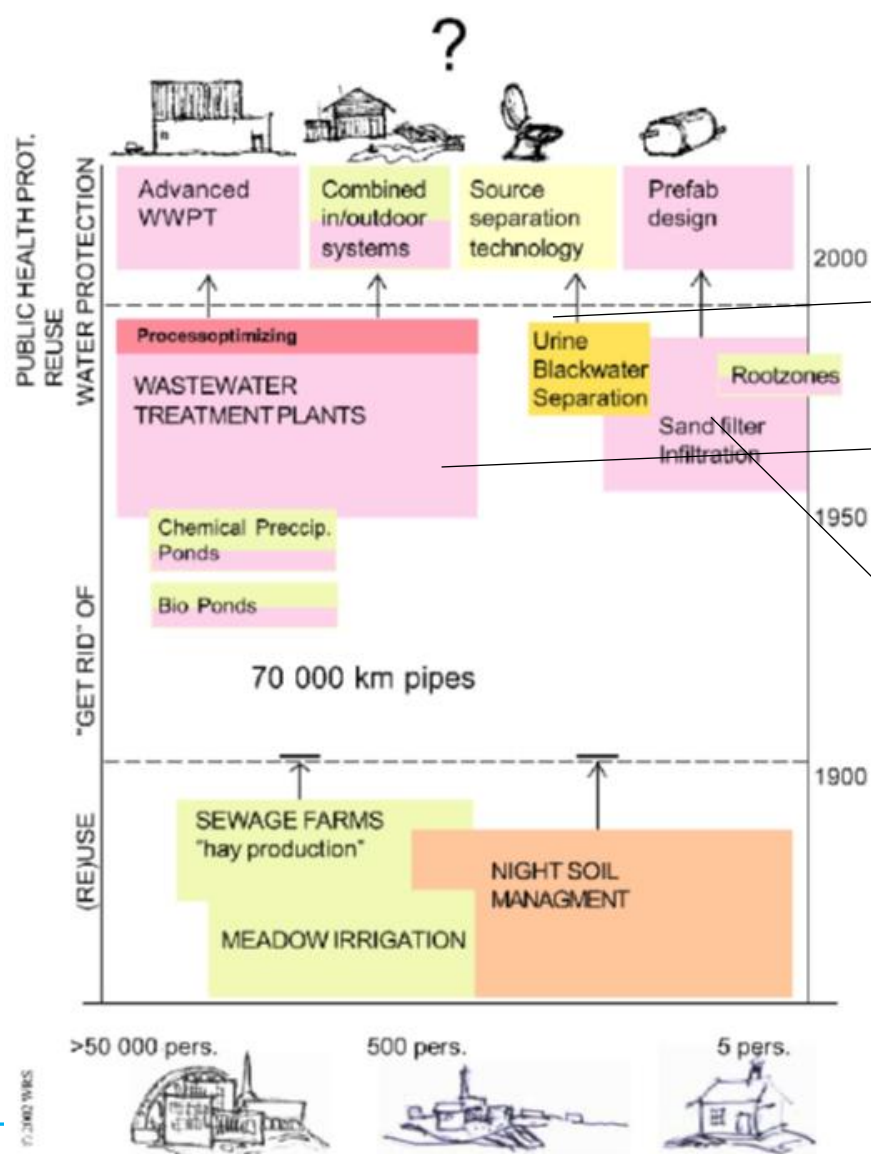 ?
PUBLIC HEALTH PROT.
REUSE
WATER PROTECTION
Advanced
WWPT
Combined
in/outdoor
systems
Source
separation
technology
Prefab
design
2000
Processoptimizing
WASTEWATER
TREATMENT PLANTS
Urine
Blackwater
Separation
Rootzones
Sand filter
Infiltration
1950
Chemical Preccip.
Ponds
Bio Ponds
"GET RID" OF
70 000 km pipes
1900
(RE)USE
SEWAGE FARMS
"hay production"
NIGHT SOIL
MANAGMENT
MEADOW IRRIGATION
>50 000 pers.
500 pers.
5 pers.
© 2002 WRS